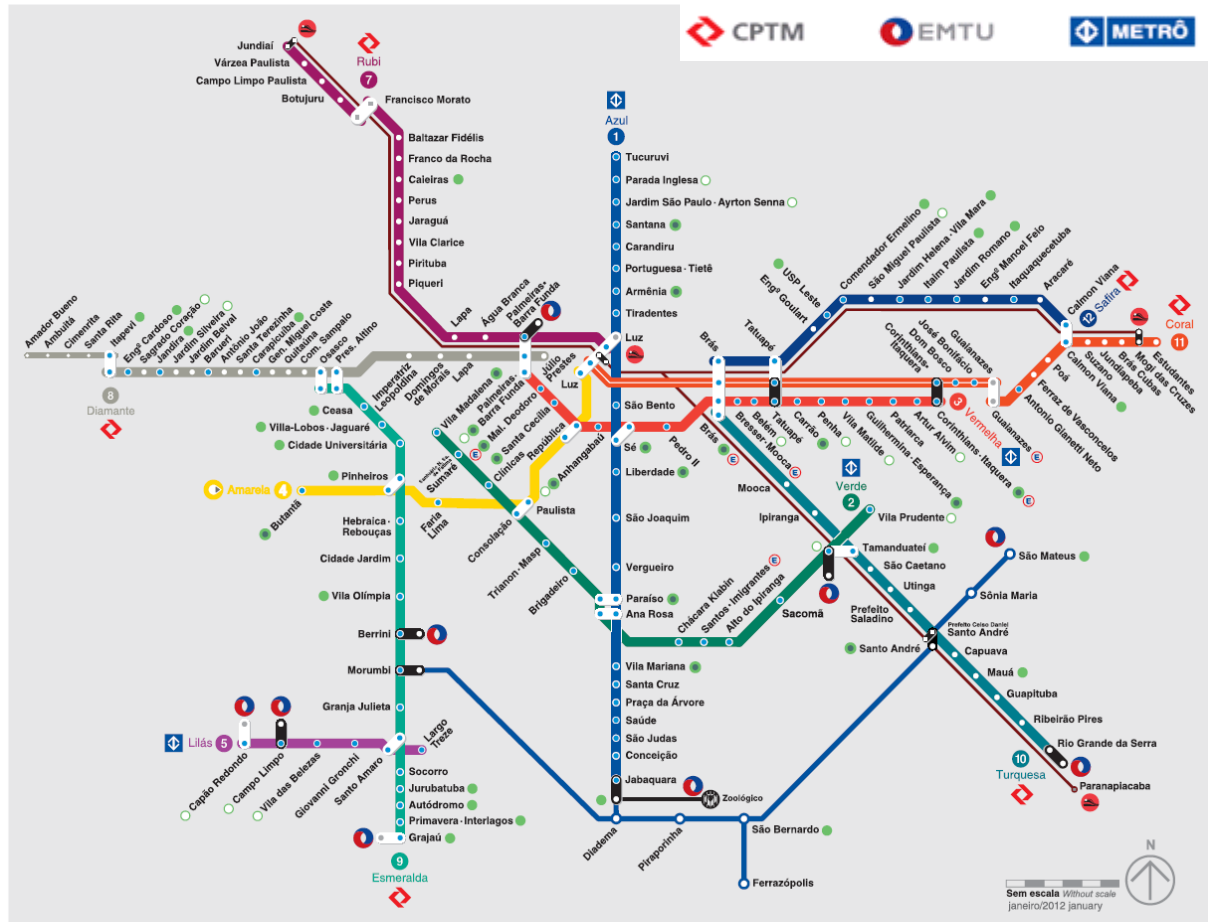 CPTM
EMTU
METRÔ
Jundiaí
Várzea Paulista
Campo Limpo Paulista
Botujuru
Rubi
7
Francisco Morato
Baltazar Fidélis
Franco da Rocha
Caieiras
Perus
Jaraguá
Vila Clarice
Pirituba
Piqueri
Lapa
Água Branca
Palmeiras-
Barra Funda
Azul
1
Tucuruvi
Parada Inglesa
Jardim São Paulo - Ayrton Senna
Santana
Carandiru
Portuguesa - Tietê
Armênia
Tiradentes
Luz
Luz
São Bento
Sé
Liberdade
São Joaquim
Vergueiro
Paraíso
Ana Rosa
Vila Mariana
Santa Cruz
Praça da Árvore
Saúde
São Judas
Conceição
Jabaquara
Zoológico
Amador Bueno
Ambuitá
Cimenrita
Santa Rita
Itapevi
Engº Cardoso
Sagrado Coração
Jandira
Jardim Silveira
Jardim Belval
Barueri
Antônio João
Santa Terezinha
Carapicuíba
Gen. Miguel Costa
Quitaúna
Com. Sampaio
Osasco
Pres. Altino
Imperatriz
Leopoldina
Domingos
de Morais
Lapa
Júlio
Prestes
8
Diamante
Ceasa
Villa-Lobos - Jaguaré
Cidade Universitária
Pinheiros
Hebraica -
Rebouças
Cidade Jardim
Vila Olímpia
Berrini
Morumbi
Granja Julieta
Largo
Treze
Santo Amaro
Socorro
Jurubatuba
Autódromo
Primavera - Interlagos
Grajaú
9
Esmeralda
Lilás 5
Capão Redondo
Campo Limpo
Vila das Belezas
Giovanni Gronchi
Amarela 4
Butantã
Faria
Lima
Paulista
República
Vila Madalena
Sumaré
Clínicas
Consolação
Trianon - Masp
Brigadeiro
Chácara Klabin
Santos - Imigrantes
Alto do Ipiranga
Sacomã
Tamanduateí
Vila Prudente
Verde
2
Palmeiras-
Barra Funda
Mal. Deodoro
Santa Cecília
Anhangabaú
Pedro II
Brás
Bresser - Mooca
Belém
Tatuapé
Carrão
Penha
Vila Matilde
Guilhermina - Esperança
Patriarca
Artur Alvim
Corinthians - Itaquera
3
Vermelha
Brás
Tatuapé
Engº Goulart
USP Leste
Comendador Ermelino
São Miguel Paulista
Jardim Helena - Vila Mara
Itaim Paulista
Jardim Romano
Engº Manoel Feio
Itaquaquecetuba
Aracaré
Calmon Viana
12
Safira
Corinthians-
Itaquera
Dom Bosco
José Bonifácio
Guaianazes
Guaianazes
Antonio Gianetti Neto
Ferraz de Vasconcelos
Poá
Calmon Viana
Suzano
Jundiapeba
Brás Cubas
Mogi das Cruzes
Estudantes
Coral
11
Mooca
Ipiranga
São Caetano
Utinga
Prefeito
Saladino
Prefeito Celso Daniel
Santo André
Santo André
Capuava
Mauá
Guapituba
Ribeirão Pires
Rio Grande da Serra
Paranapiacaba
10
Turquesa
São Mateus
Sônia Maria
Diadema
Piraporinha
São Bernardo
Ferrazópolis
N
Sem escala Without scale
janeiro/2012 january